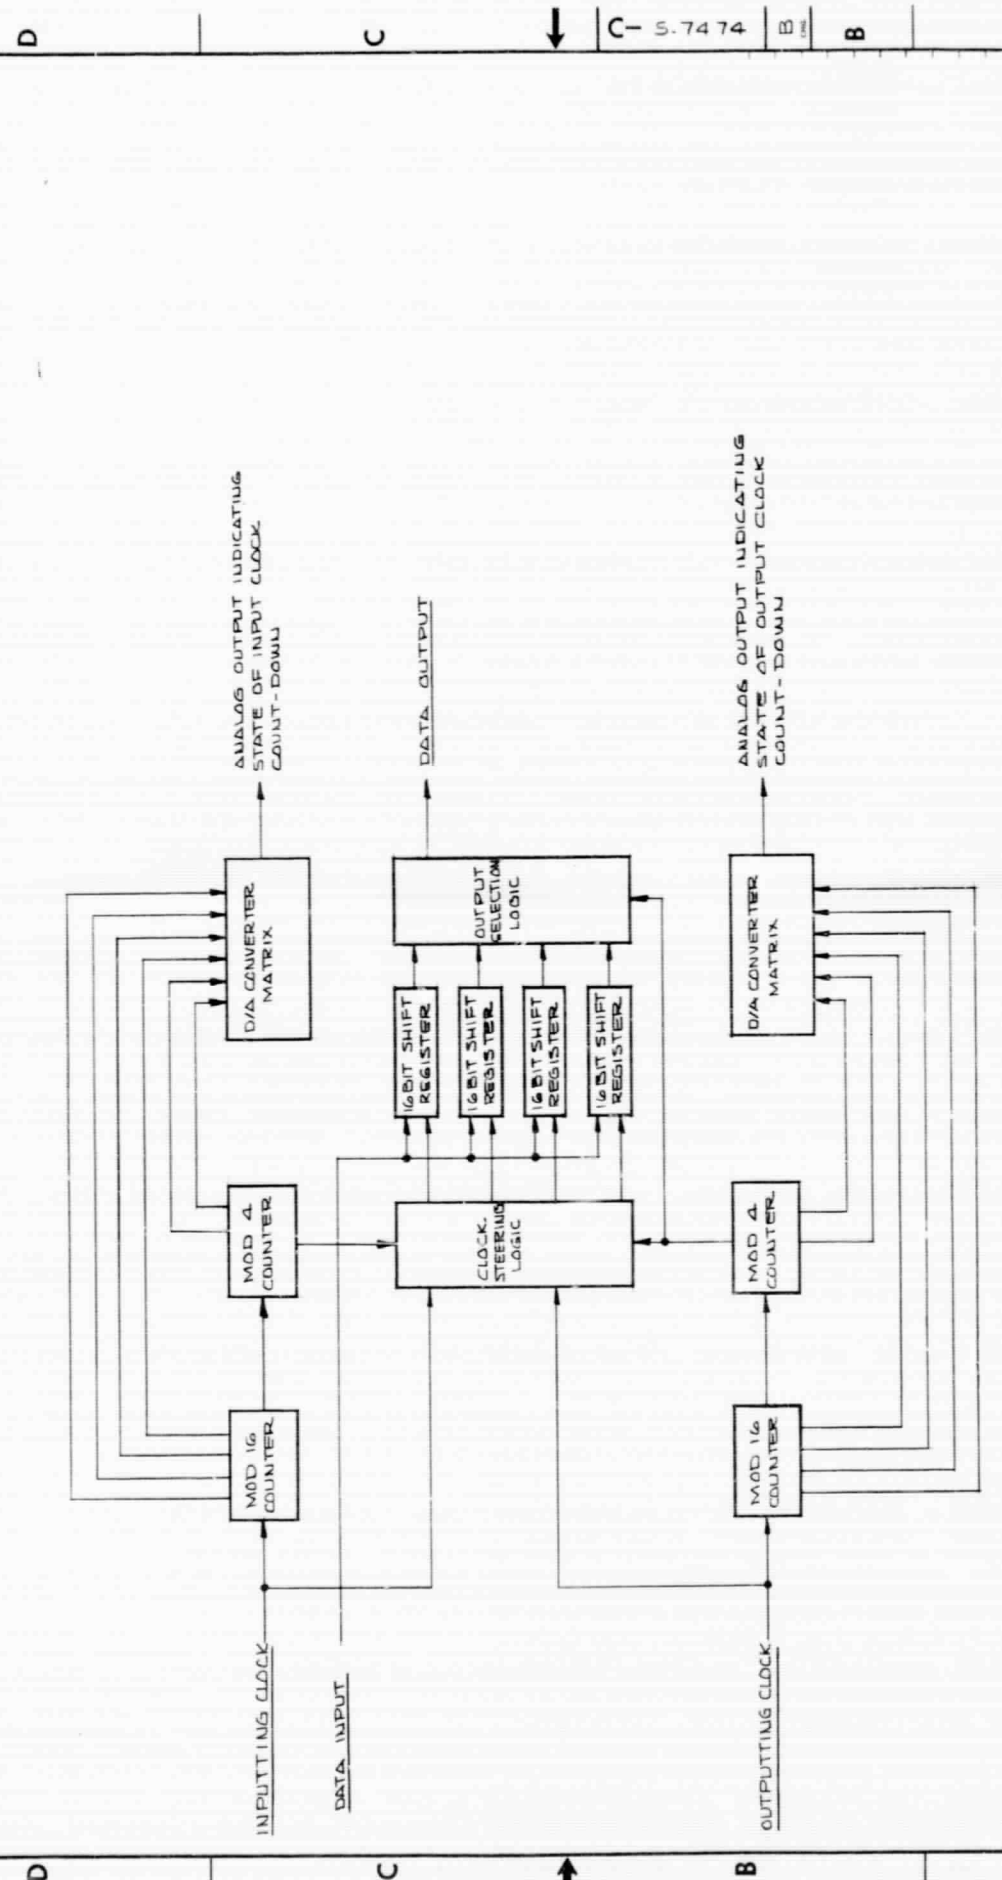 D
C
C- 5.7474
B
B
ANALOG OUTPUT INDICATING
STATE OF INPUT CLOCK
COUNT-DOWN
DATA OUTPUT
ANALOG OUTPUT INDICATING
STATE OF OUTPUT CLOCK
COUNT-DOWN
D/A CONVERTER
MATRIX
OUTPUT
SELECTION
LOGIC
D/A CONVERTER
MATRIX
16 BIT SHIFT
REGISTER
16 BIT SHIFT
REGISTER
16 BIT SHIFT
REGISTER
16 BIT SHIFT
REGISTER
MOD 4
COUNTER
CLOCK
STEERING
LOGIC
MOD 4
COUNTER
MOD 16
COUNTER
MOD 16
COUNTER
INPUTTING CLOCK
DATA INPUT
OUTPUTTING CLOCK
D
C
B